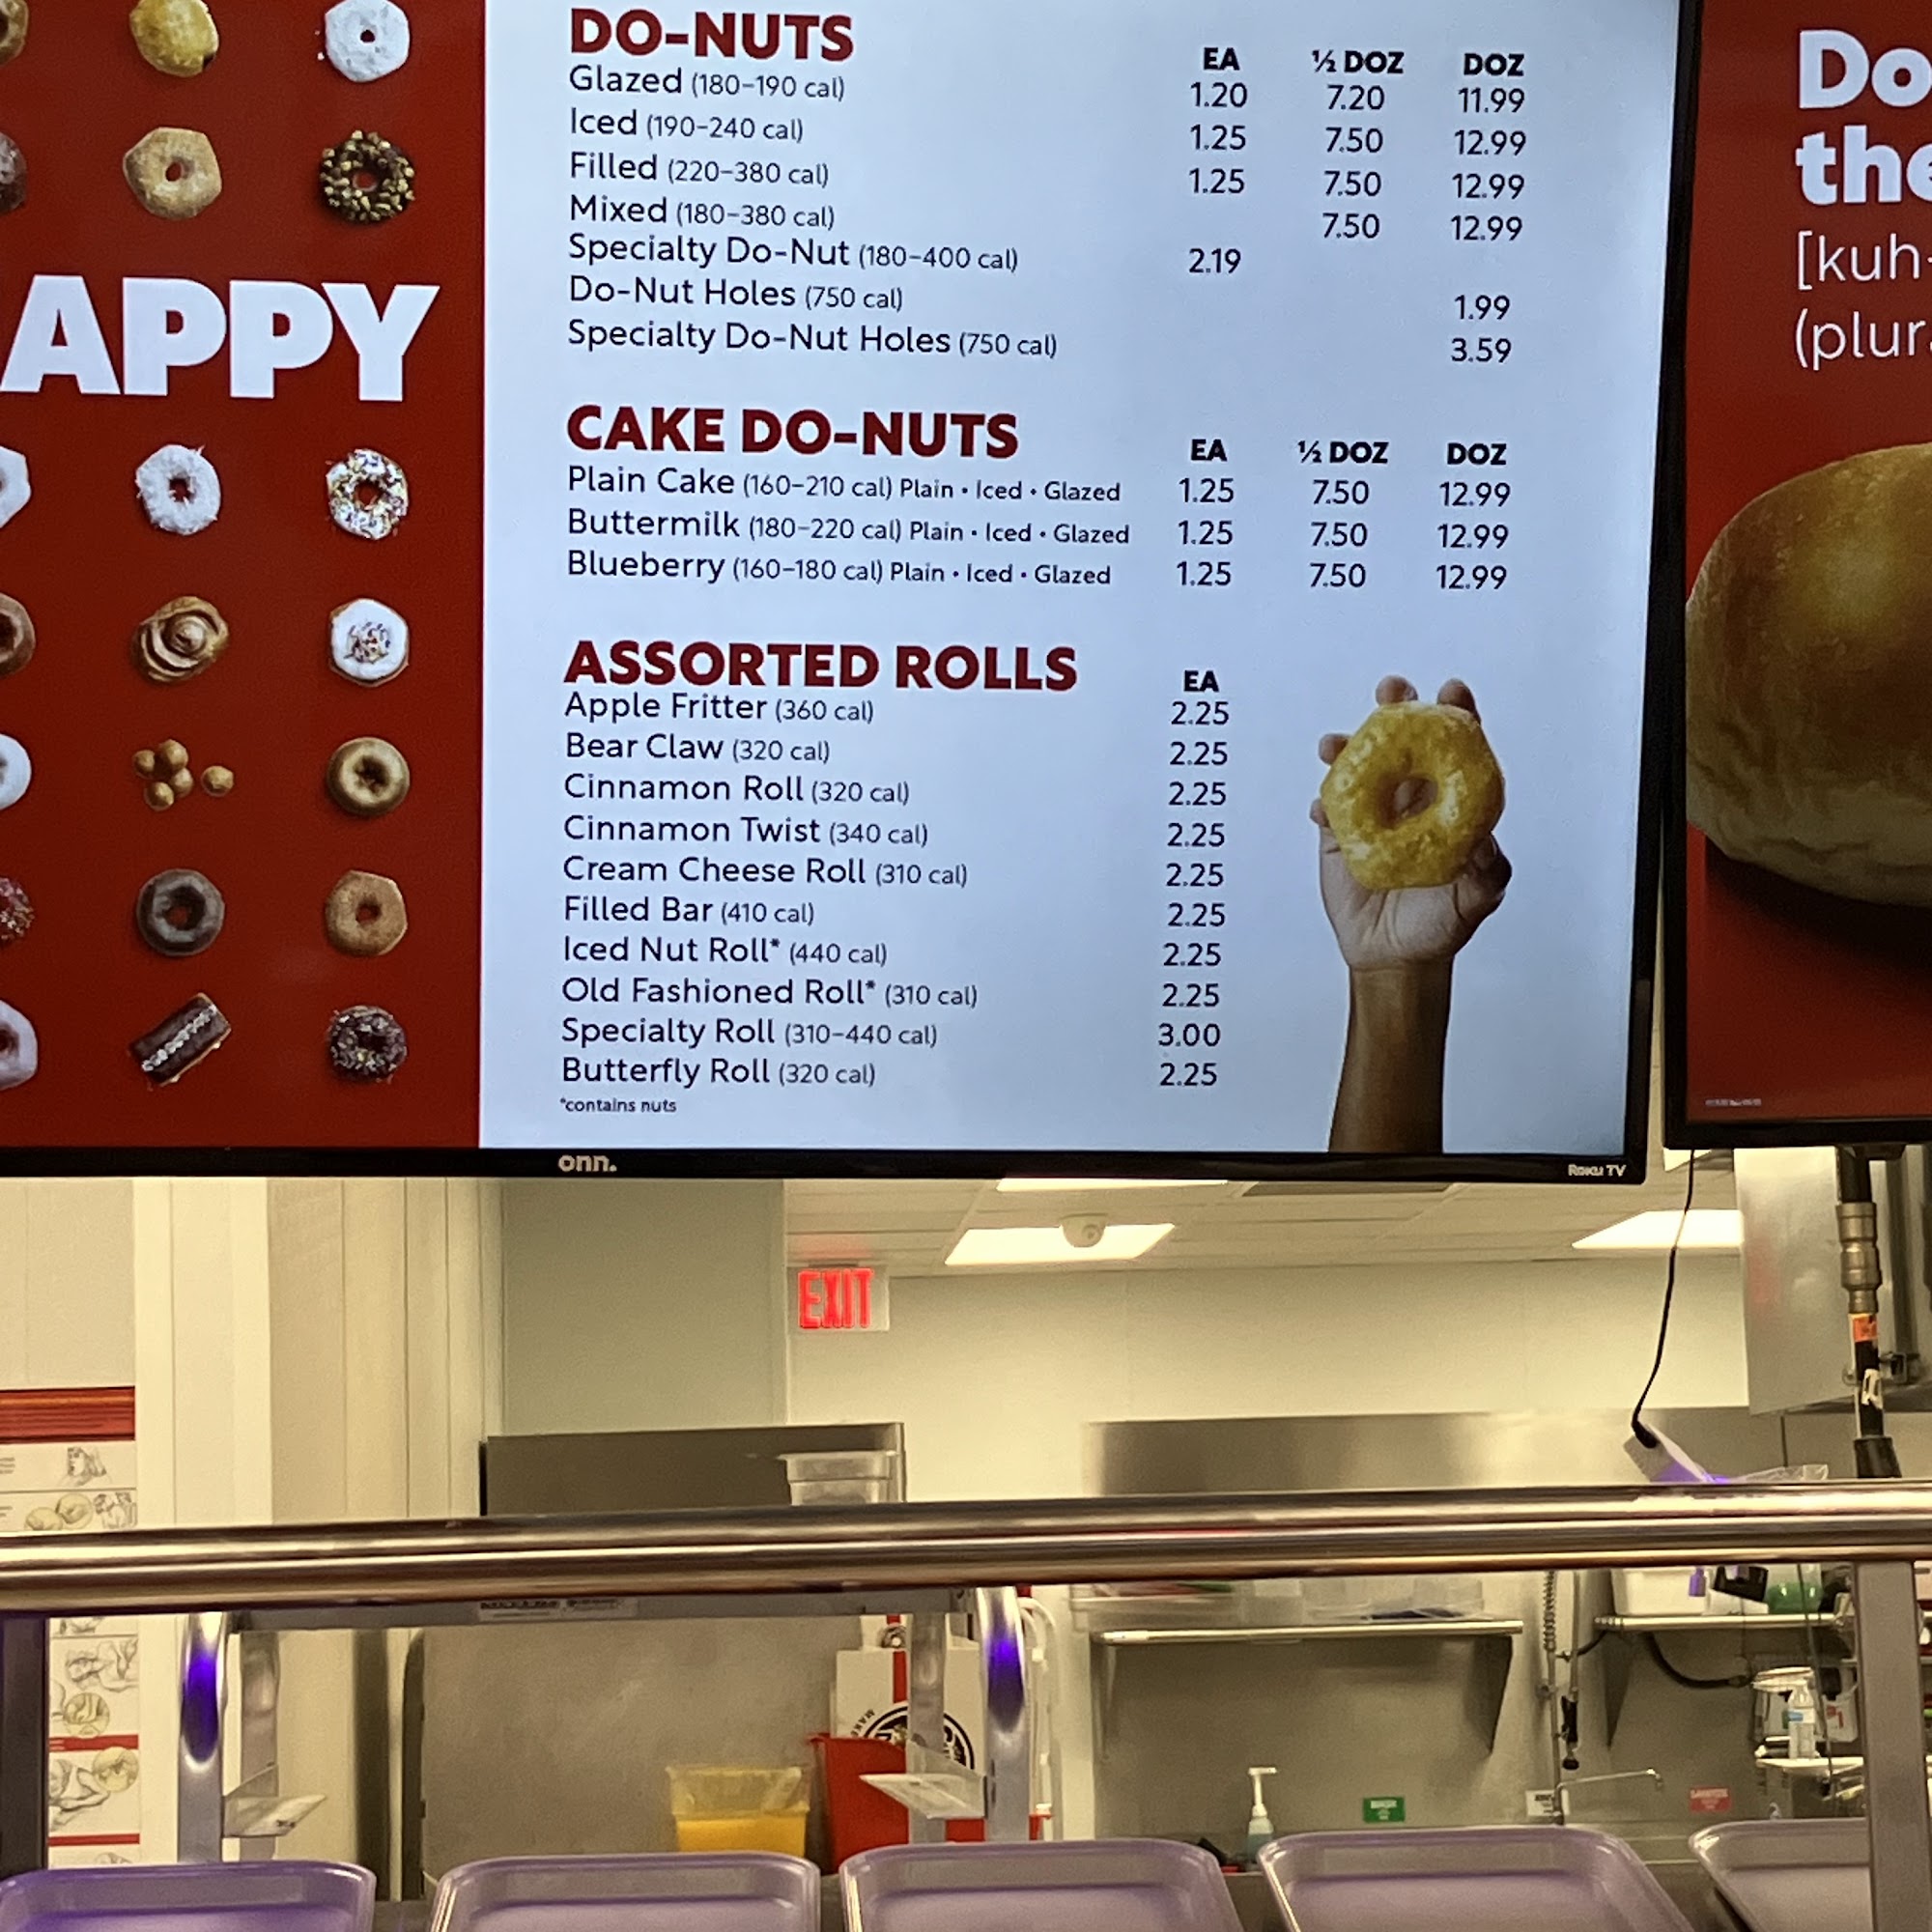 APPY
DO-NUTS EA ½ DOZ DOZ
Glazed (180-190 cal) 1.20 7.20 11.99
Iced (190-240 cal) 1.25 7.50 12.99
Filled (220-380 cal) 1.25 7.50 12.99
Mixed (180-380 cal) 7.50 12.99
Specialty Do-Nut (180-400 cal) 2.19
Do-Nut Holes (750 cal) 1.99
Specialty Do-Nut Holes (750 cal) 3.59
CAKE DO-NUTS EA ½ DOZ DOZ
Plain Cake (160-210 cal) Plain • Iced • Glazed 1.25 7.50 12.99
Buttermilk (180-220 cal) Plain • Iced • Glazed 1.25 7.50 12.99
Blueberry (160-180 cal) Plain • Iced • Glazed 1.25 7.50 12.99
ASSORTED ROLLS EA
Apple Fritter (360 cal) 2.25
Bear Claw (320 cal) 2.25
Cinnamon Roll (320 cal) 2.25
Cinnamon Twist (340 cal) 2.25
Cream Cheese Roll (310 cal) 2.25
Filled Bar (410 cal) 2.25
Iced Nut Roll* (440 cal) 2.25
Old Fashioned Roll* (310 cal) 2.25
Specialty Roll (310-440 cal) 3.00
Butterfly Roll (320 cal) 2.25
*contains nuts
onn.
Roku TV
Do
the
[kuh-
(plur
EXIT